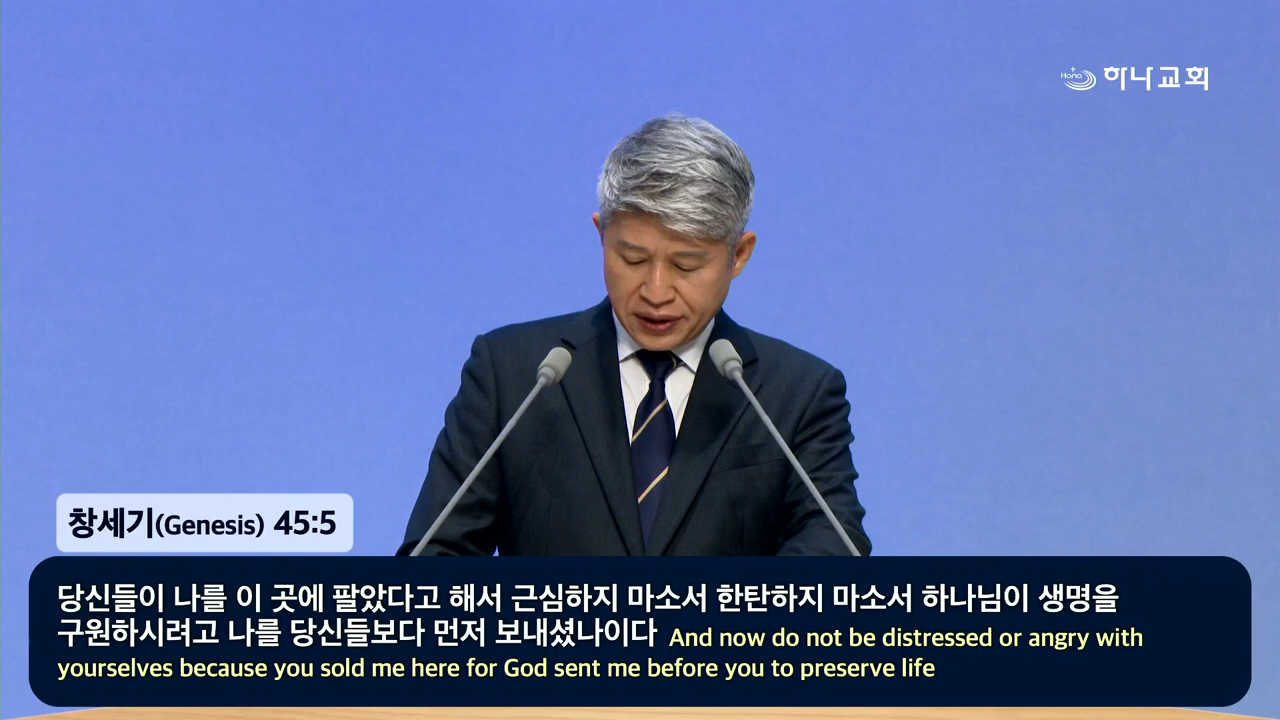 Hana 하나교회
창세기(Genesis) 45:5
당신들이 나를 이 곳에 팔았다고 해서 근심하지 마소서 한탄하지 마소서 하나님이 생명을
구원하시려고 나를 당신들보다 먼저 보내셨나이다 And now do not be distressed or angry with
yourselves because you sold me here for God sent me before you to preserve life